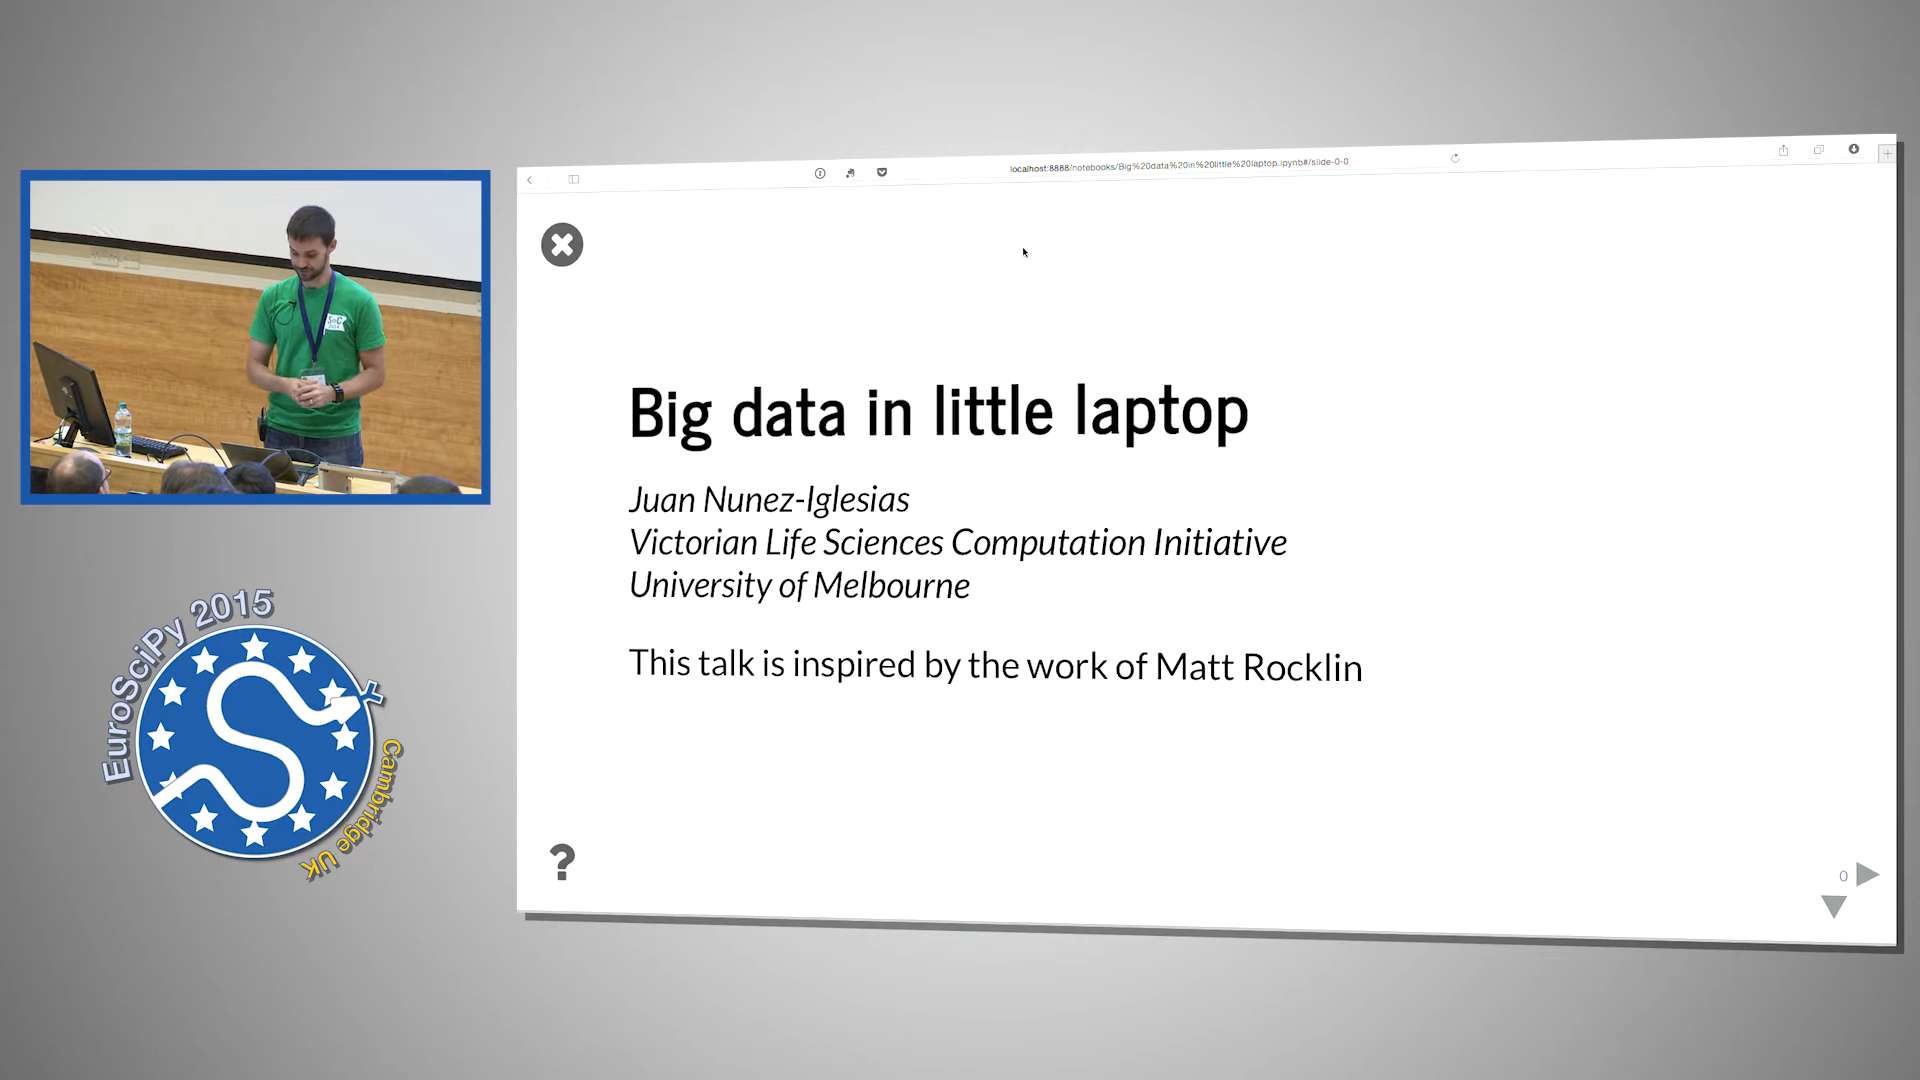 localhost:8888/notebooks/Big%20data%20in%20little%20laptop.ipynb#/slide-0-0
Big data in little laptop
Juan Nunez-Iglesias
Victorian Life Sciences Computation Initiative
University of Melbourne
This talk is inspired by the work of Matt Rocklin
?
0
EuroSciPy 2015
Cambridge UK
SoC